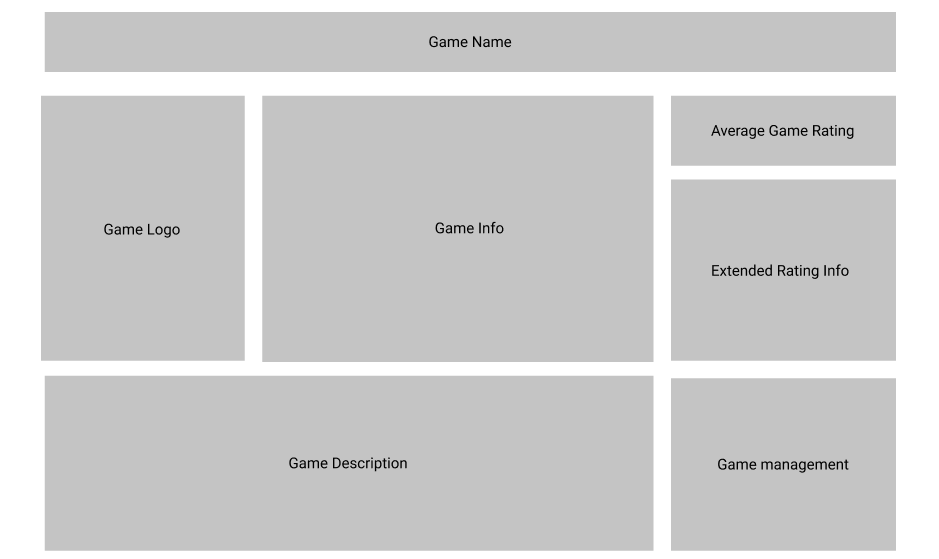 Game Name
Game Logo
Game Info
Average Game Rating
Extended Rating Info
Game Description
Game management